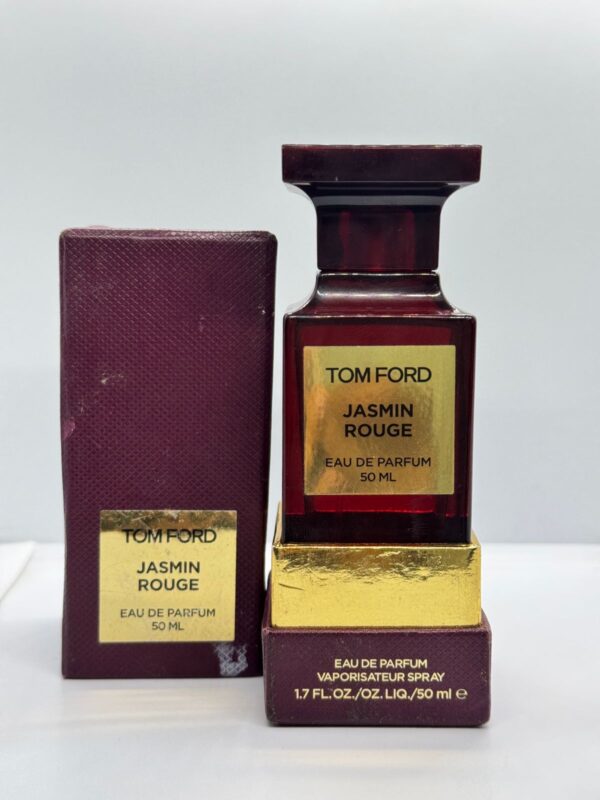 TOM FORD
JASMIN
ROUGE
EAU DE PARFUM
50 ML
TOM FORD
JASMIN
ROUGE
EAU DE PARFUM
50 ML
EAU DE PARFUM
VAPORISATEUR SPRAY
1.7 FL.OZ./OZ. LIQ./50 ml e